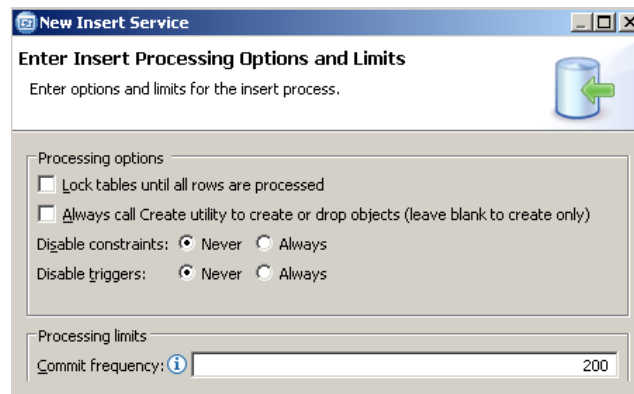 New Insert Service
Enter Insert Processing Options and Limits
Enter options and limits for the insert process.
Processing options
Lock tables until all rows are processed
Always call Create utility to create or drop objects (leave blank to create only)
Disable constraints: Never Always
Disable triggers: Never Always
Processing limits
Commit frequency: 200